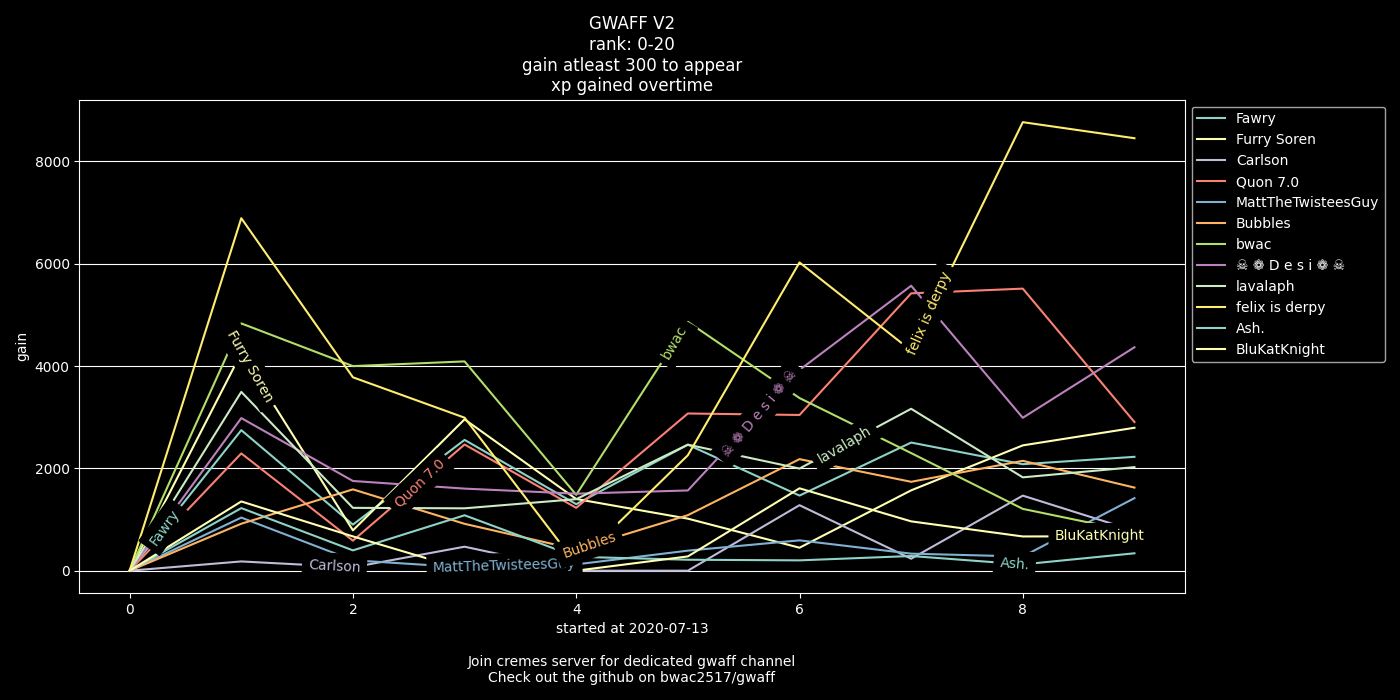 GWAFF V2
rank: 0-20
gain atleast 300 to appear
xp gained overtime
gain
8000
6000
4000
2000
0
0
2
4
6
8
started at 2020-07-13
Join cremes server for dedicated gwaff channel
Check out the github on bwac2517/gwaff
Fawry
Furry Soren
Carlson
Quon 7.0
MattTheTwisteesGuy
Bubbles
bwac
☠ ❁ D e s i ❁ ☠
lavalaph
felix is derpy
Ash.
BluKatKnight
Fawry
Furry Soren
Carlson
Quon 7.0
MattTheTwisteesGuy
Bubbles
bwac
☠ ❁ D e s i ❁ ☠
lavalaph
felix is derpy
Ash.
BluKatKnight